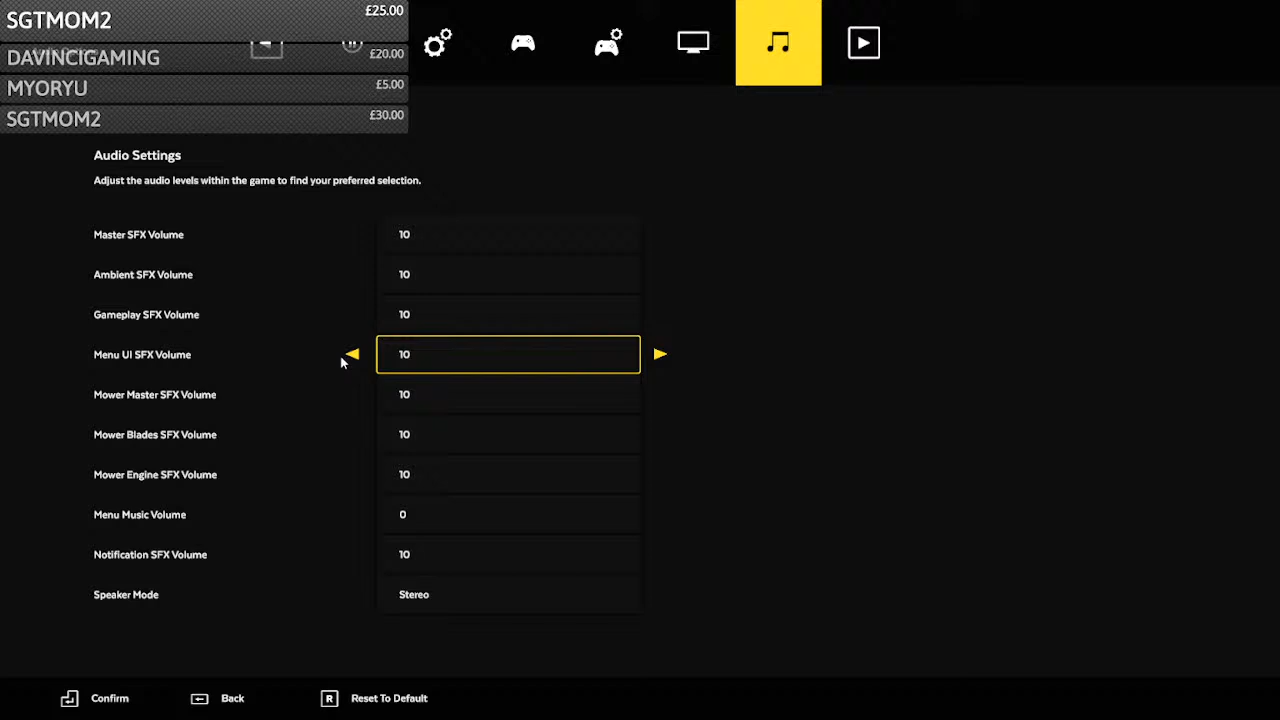 SGTMOM2 £25.00
DAVINCIGAMING £20.00
MYORYU £5.00
SGTMOM2 £30.00
Audio Settings
Adjust the audio levels within the game to find your preferred selection.
Master SFX Volume 10
Ambient SFX Volume 10
Gameplay SFX Volume 10
Menu UI SFX Volume 10
Mower Master SFX Volume 10
Mower Blades SFX Volume 10
Mower Engine SFX Volume 10
Menu Music Volume 0
Notification SFX Volume 10
Speaker Mode Stereo
Confirm Back R Reset To Default